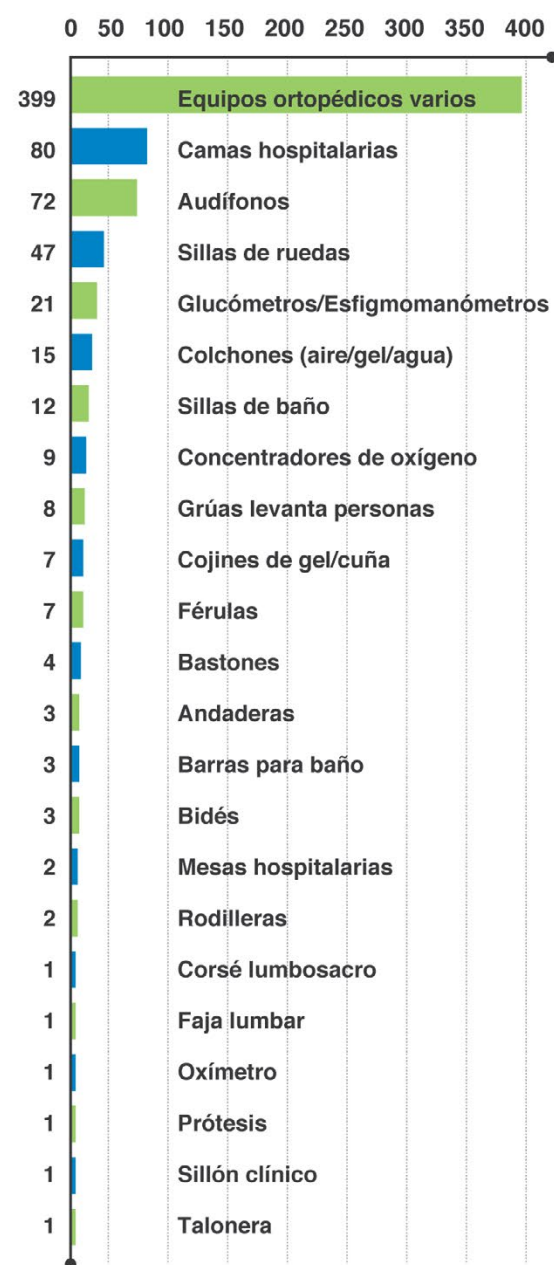 0 50 100 150 200 250 300 350 400
399 Equipos ortopédicos varios
80 Camas hospitalarias
72 Audífonos
47 Sillas de ruedas
21 Glucómetros/Esfigmomanómetros
15 Colchones (aire/gel/agua)
12 Sillas de baño
9 Concentradores de oxígeno
8 Grúas levanta personas
7 Cojines de gel/cuña
7 Férulas
4 Bastones
3 Andaderas
3 Barras para baño
3 Bidés
2 Mesas hospitalarias
2 Rodilleras
1 Corsé lumbosacro
1 Faja lumbar
1 Oxímetro
1 Prótesis
1 Sillón clínico
1 Talonera